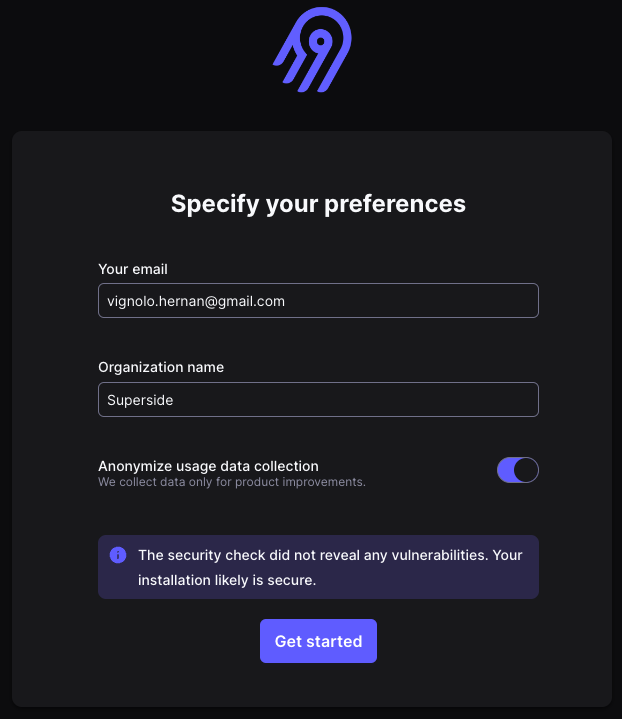 Specify your preferences
Your email
vignolo.hernan@gmail.com
Organization name
Superside
Anonymize usage data collection
We collect data only for product improvements.
The security check did not reveal any vulnerabilities. Your
installation likely is secure.
Get started